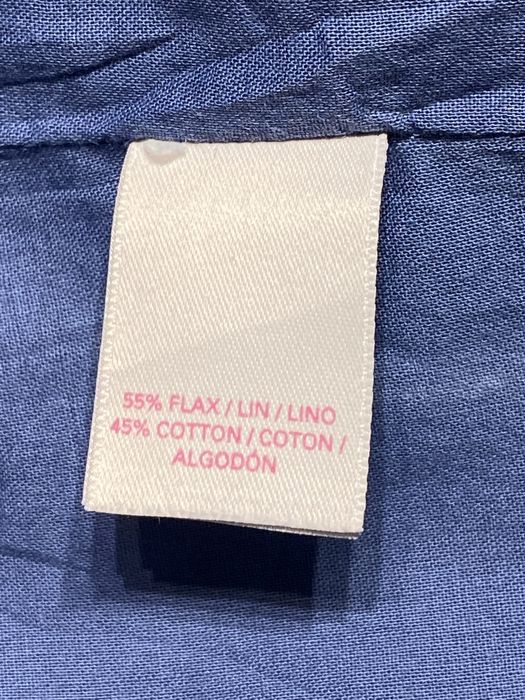 55% FLAX / LIN / LINO
45% COTTON / COTON /
ALGODÓN